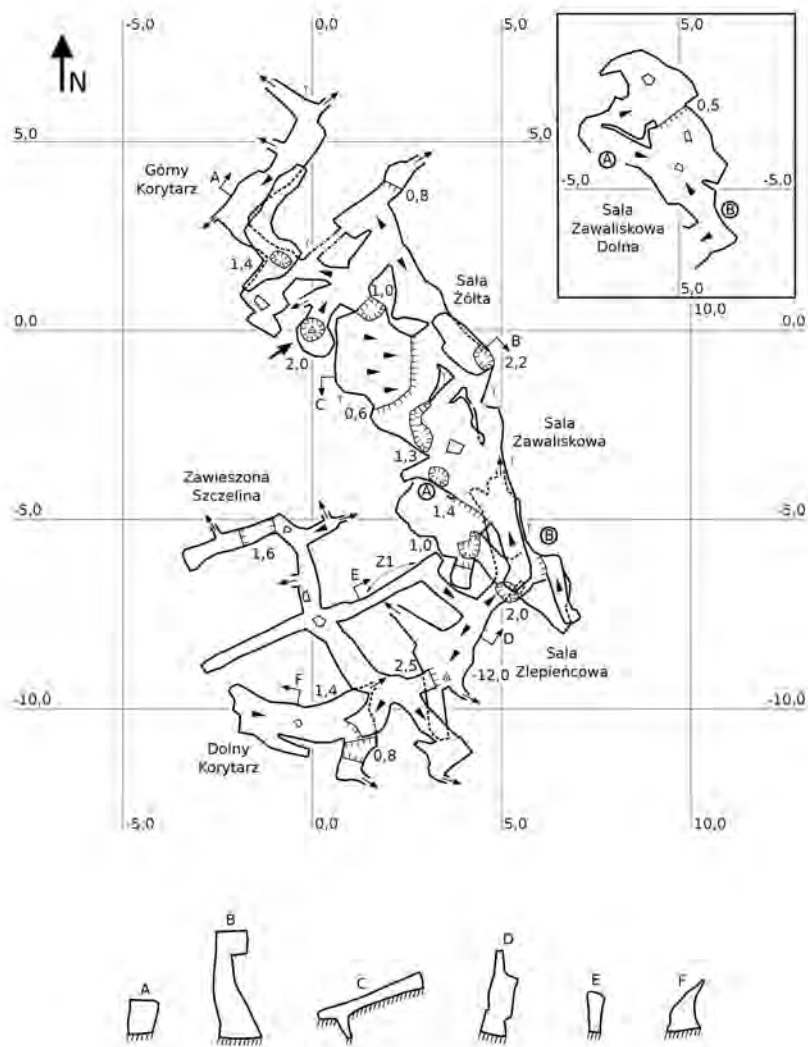 -5,0
0,0
5,0
5,0
N
5,0
5,0
0,5
Górny
Korytarz
A
0,8
A
-5,0
-5,0
B
Sala
Zawaliskowa
Dolna
1,4
1,0
Sala
Żółta
5,0
10,0
0,0
0,0
2,0
B
2,2
C
0,6
1,3
Sala
Zawaliskowa
Zawieszona
Szczelina
A
1,4
-5,0
-5,0
B
1,6
1,0
Z1
E
2,0
D
Sala
Zlepieńcowa
2,5
-12,0
F
1,4
-10,0
-10,0
Dolny
Korytarz
0,8
-5,0
0,0
5,0
10,0
A
B
C
D
E
F